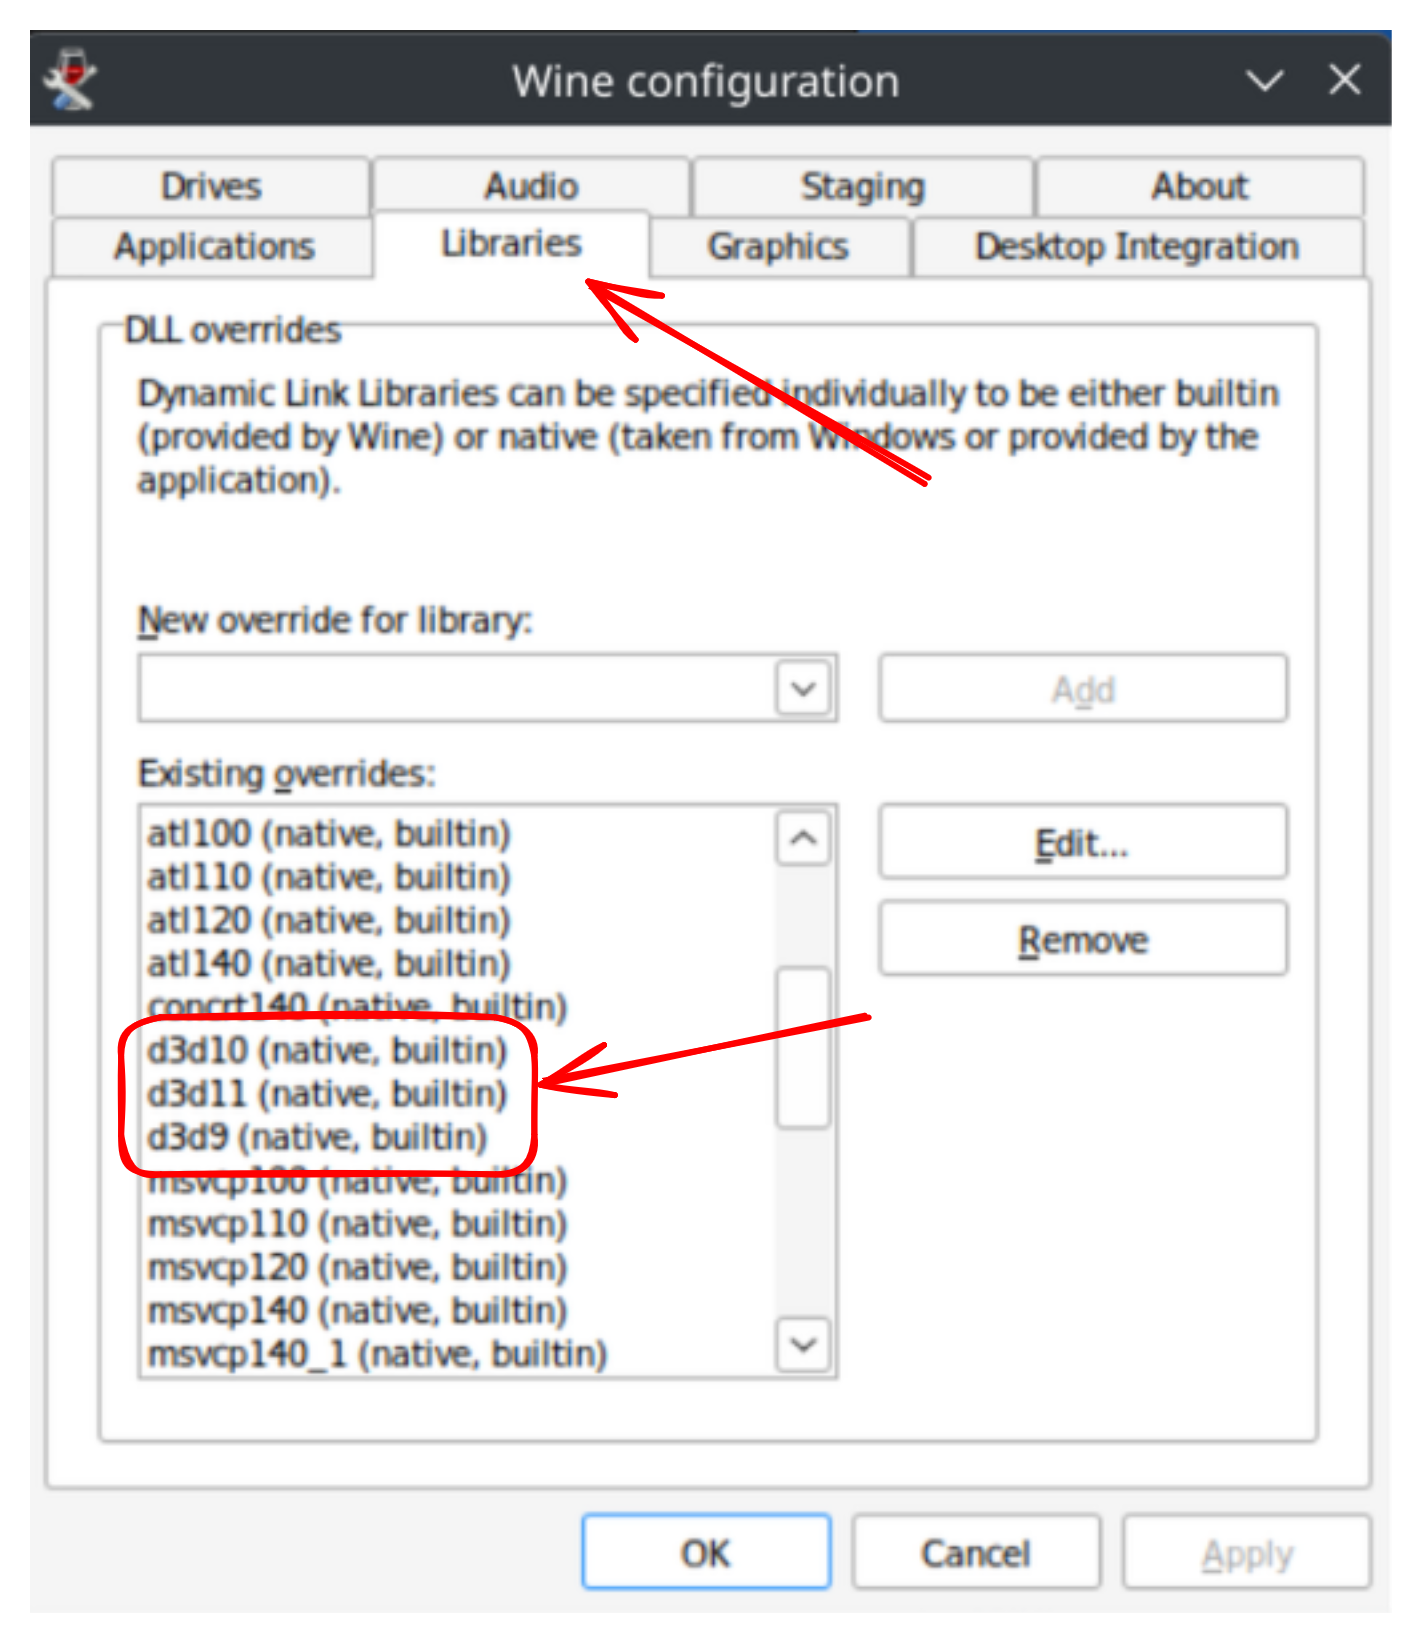 Wine configuration
Drives Audio Staging About
Applications Libraries Graphics Desktop Integration
DLL overrides
Dynamic Link Libraries can be specified individually to be either builtin
(provided by Wine) or native (taken from Windows or provided by the
application).
New override for library:
Add
Existing overrides:
atl100 (native, builtin)
atl110 (native, builtin)
atl120 (native, builtin)
atl140 (native, builtin)
concrt140 (native, builtin)
d3d10 (native, builtin)
d3d11 (native, builtin)
d3d9 (native, builtin)
msvcp100 (native, builtin)
msvcp110 (native, builtin)
msvcp120 (native, builtin)
msvcp140 (native, builtin)
msvcp140_1 (native, builtin)
Edit...
Remove
OK Cancel Apply